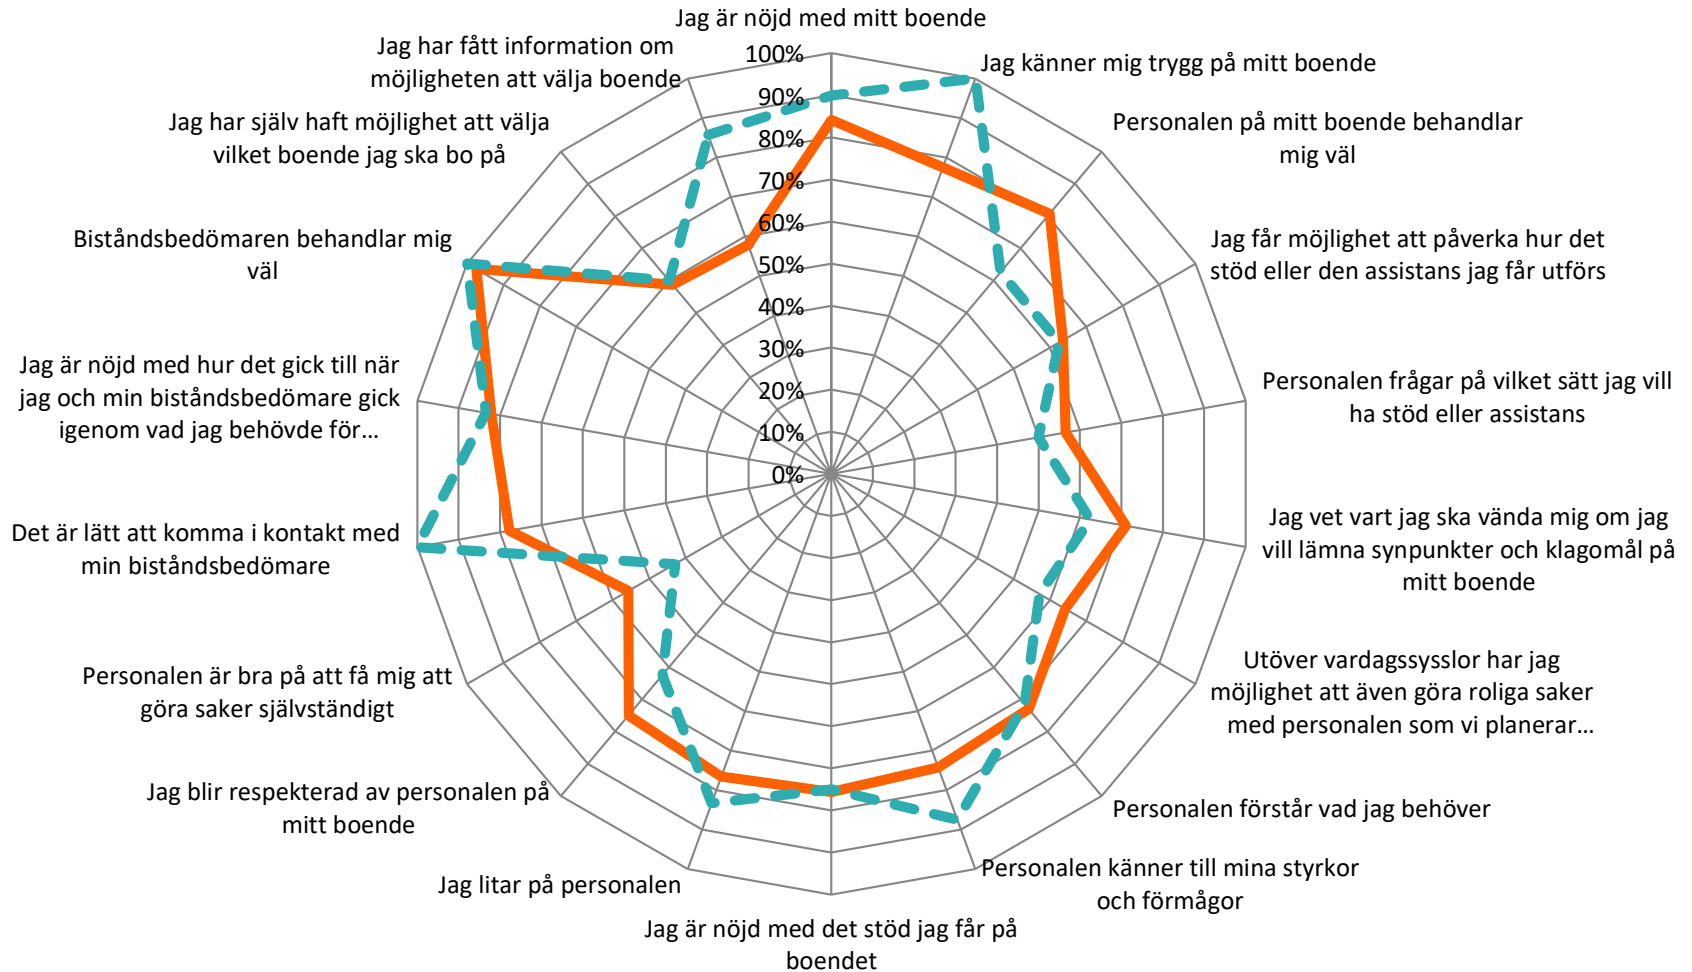 Jag är nöjd med mitt boende
Jag känner mig trygg på mitt boende
Personalen på mitt boende behandlar
mig väl
Jag får möjlighet att påverka hur det
stöd eller den assistans jag får utförs
Personalen frågar på vilket sätt jag vill
ha stöd eller assistans
Jag vet vart jag ska vända mig om jag
vill lämna synpunkter och klagomål på
mitt boende
Utöver vardagssysslor har jag
möjlighet att även göra roliga saker
med personalen som vi planerar…
Personalen förstår vad jag behöver
Personalen känner till mina styrkor
och förmågor
Jag är nöjd med det stöd jag får på
boendet
Jag litar på personalen
Jag blir respekterad av personalen på
mitt boende
Personalen är bra på att få mig att
göra saker självständigt
Det är lätt att komma i kontakt med
min biståndsbedömare
Jag är nöjd med hur det gick till när
jag och min biståndsbedömare gick
igenom vad jag behövde för…
Biståndsbedömaren behandlar mig
väl
Jag har själv haft möjlighet att välja
vilket boende jag ska bo på
Jag har fått information om
möjligheten att välja boende
100%
90%
80%
70%
60%
50%
40%
30%
20%
10%
0%